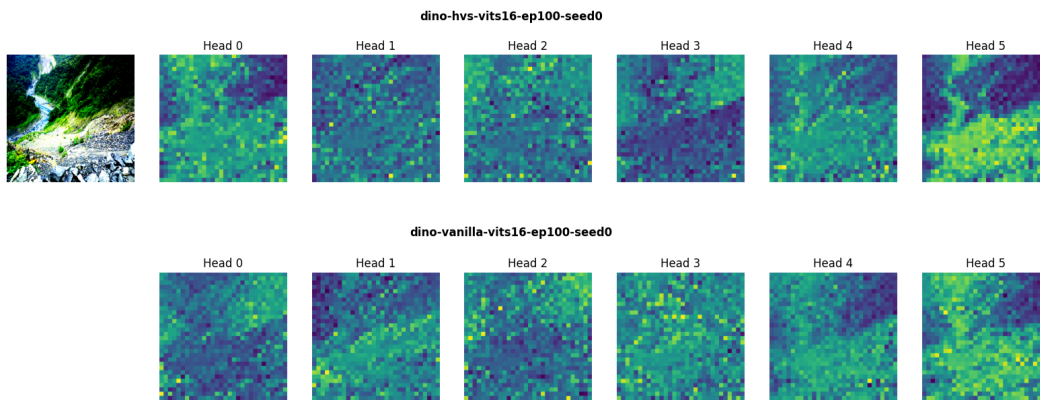 dino-hvs-vits16-ep100-seed0
Head 0 Head 1 Head 2 Head 3 Head 4 Head 5
dino-vanilla-vits16-ep100-seed0
Head 0 Head 1 Head 2 Head 3 Head 4 Head 5